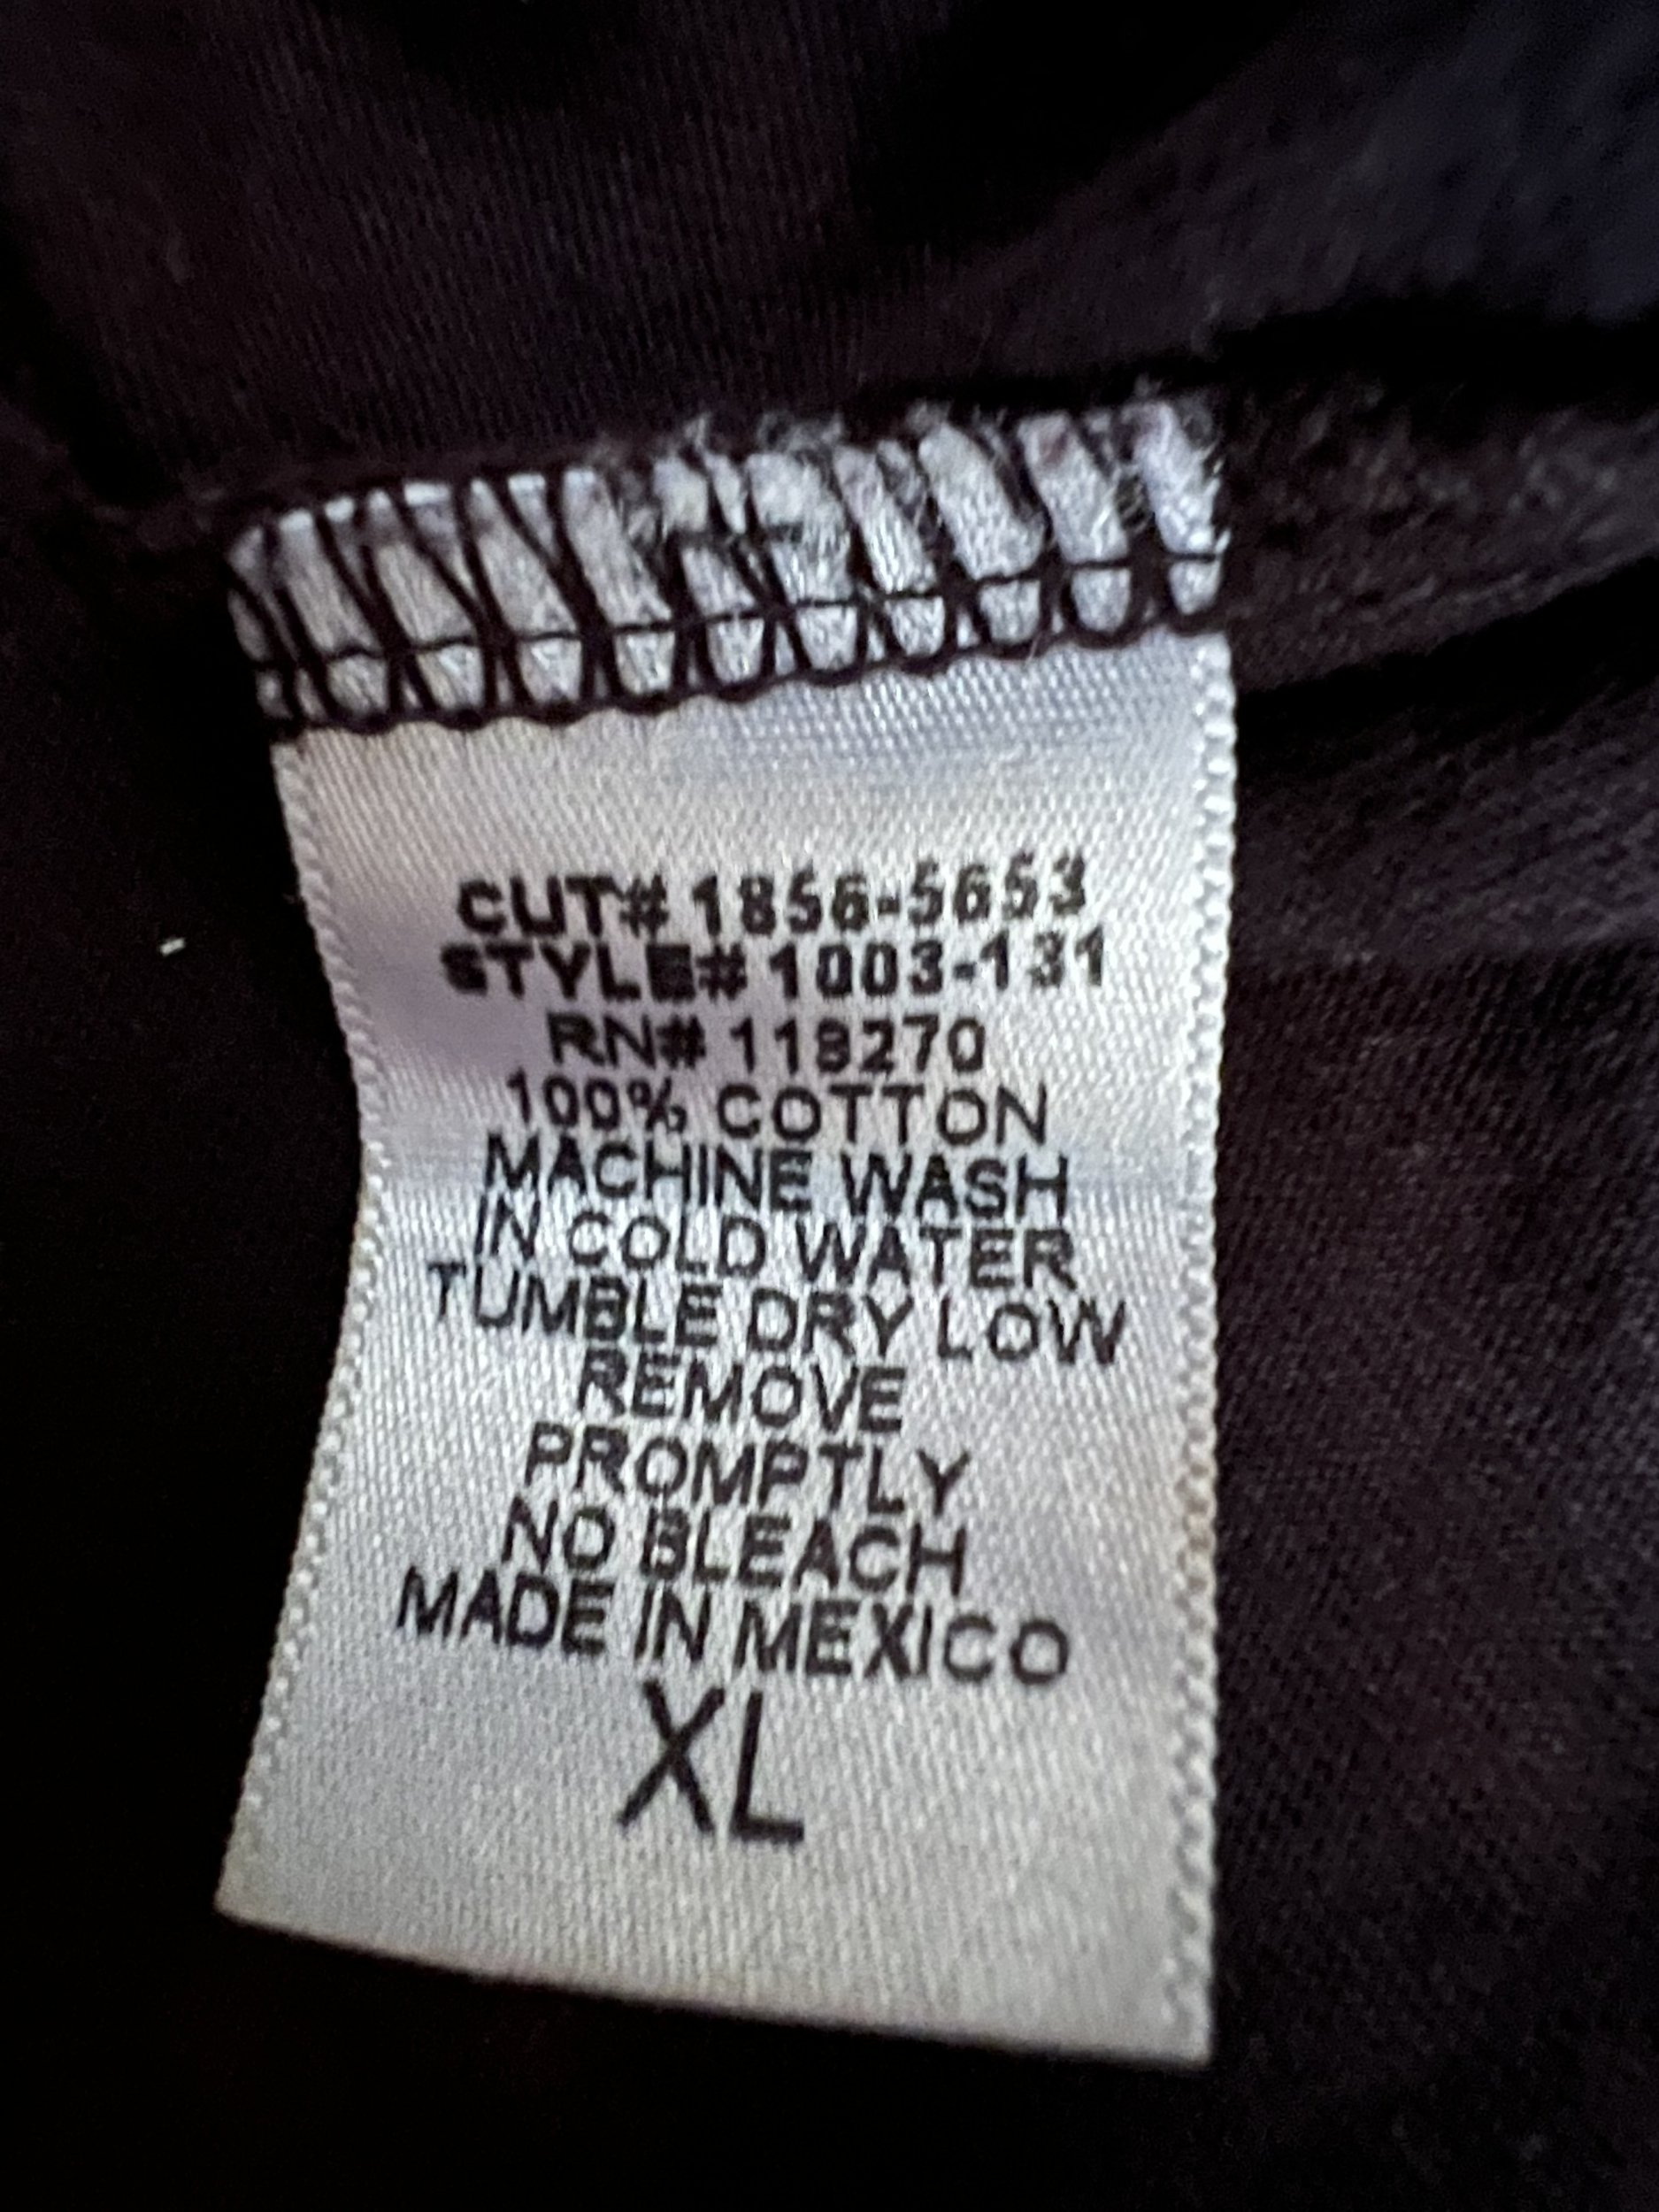 CUT# 1856-5653
STYLE# 1003-131
RN# 118270
100% COTTON
MACHINE WASH
IN COLD WATER
TUMBLE DRY LOW
REMOVE
PROMPTLY
NO BLEACH
MADE IN MEXICO
XL